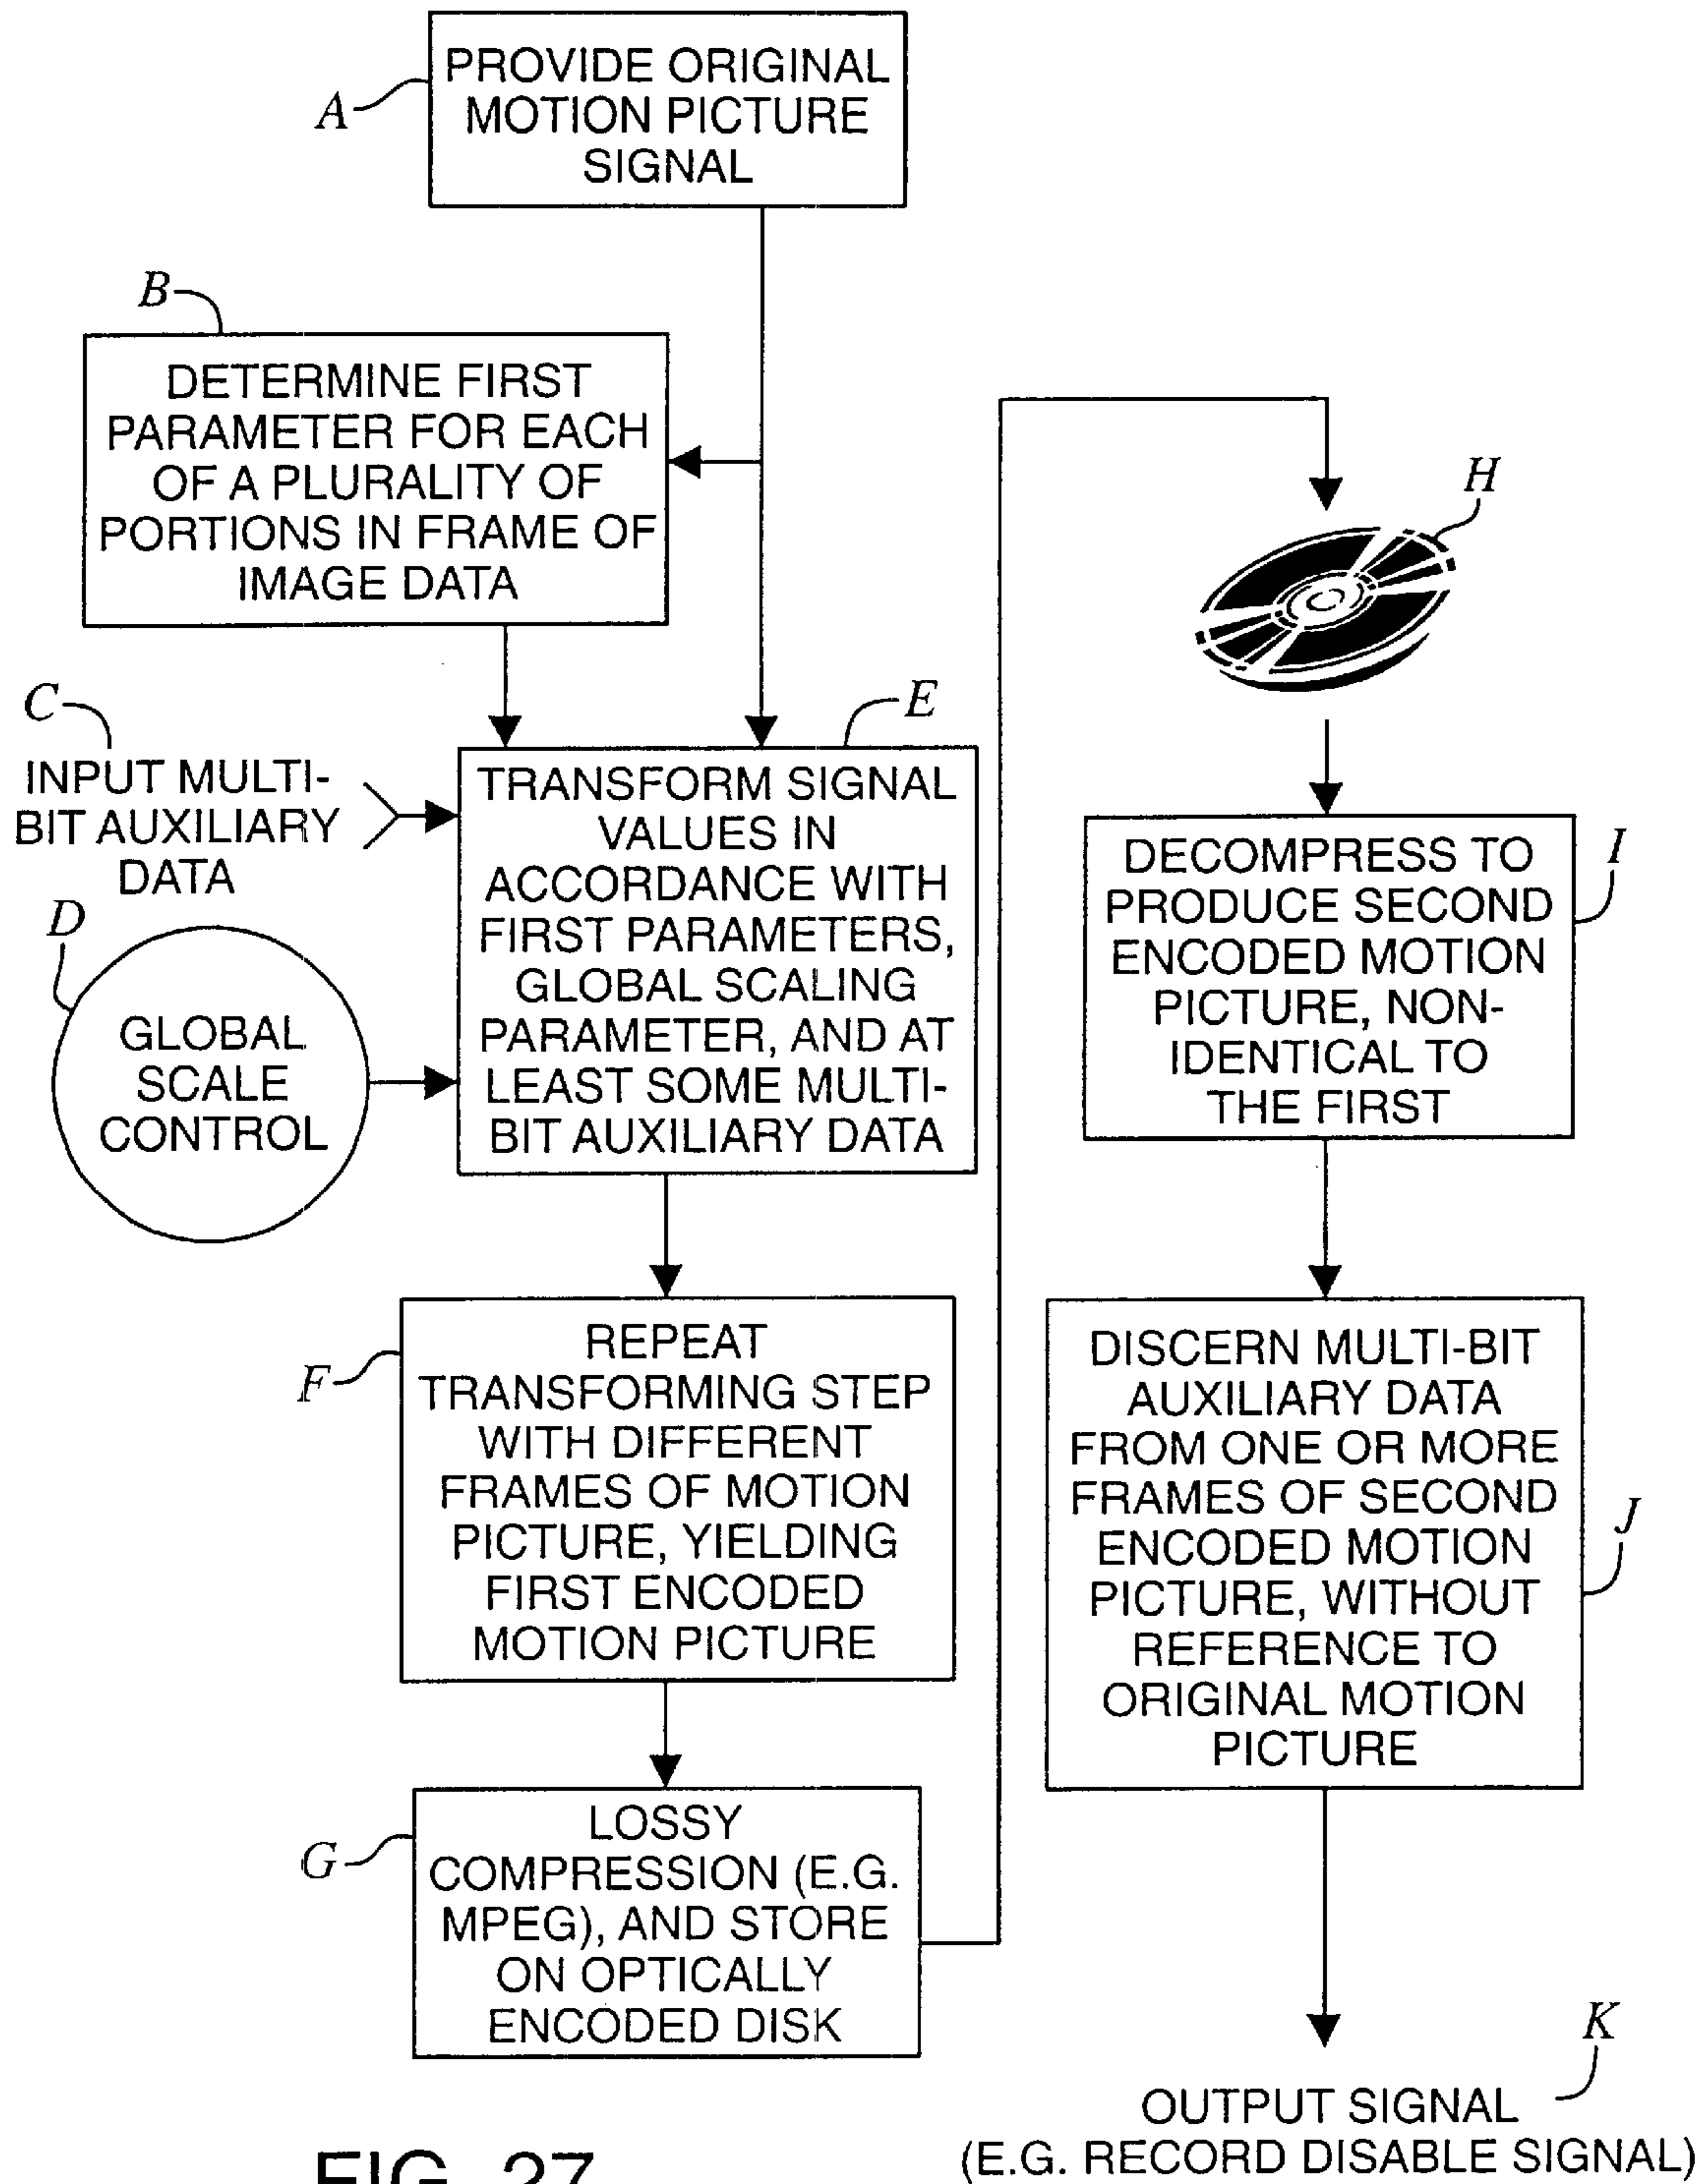 A
PROVIDE ORIGINAL
MOTION PICTURE
SIGNAL
B
DETERMINE FIRST
PARAMETER FOR EACH
OF A PLURALITY OF
PORTIONS IN FRAME OF
IMAGE DATA
C
INPUT MULTI-
BIT AUXILIARY
DATA
D
GLOBAL
SCALE
CONTROL
E
TRANSFORM SIGNAL
VALUES IN
ACCORDANCE WITH
FIRST PARAMETERS,
GLOBAL SCALING
PARAMETER, AND AT
LEAST SOME MULTI-
BIT AUXILIARY DATA
F
REPEAT
TRANSFORMING STEP
WITH DIFFERENT
FRAMES OF MOTION
PICTURE, YIELDING
FIRST ENCODED
MOTION PICTURE
G
LOSSY
COMPRESSION (E.G.
MPEG), AND STORE
ON OPTICALLY
ENCODED DISK
H
I
DECOMPRESS TO
PRODUCE SECOND
ENCODED MOTION
PICTURE, NON-
IDENTICAL TO
THE FIRST
J
DISCERN MULTI-BIT
AUXILIARY DATA
FROM ONE OR MORE
FRAMES OF SECOND
ENCODED MOTION
PICTURE, WITHOUT
REFERENCE TO
ORIGINAL MOTION
PICTURE
K
OUTPUT SIGNAL
(E.G. RECORD DISABLE SIGNAL)
FIG. 27